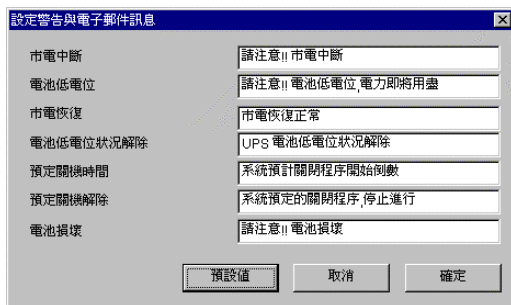 設定警告與電子郵件訊息
市電中斷 請注意!! 市電中斷
電池低電位 請注意!! 電池低電位,電力即將用盡
市電恢復 市電恢復正常
電池低電位狀況解除 UPS 電池低電位狀況解除
預定關機時間 系統預計關閉程序開始倒數
預定關機解除 系統預定的關閉程序,停止進行
電池損壞 請注意!! 電池損壞
預設值 取消 確定